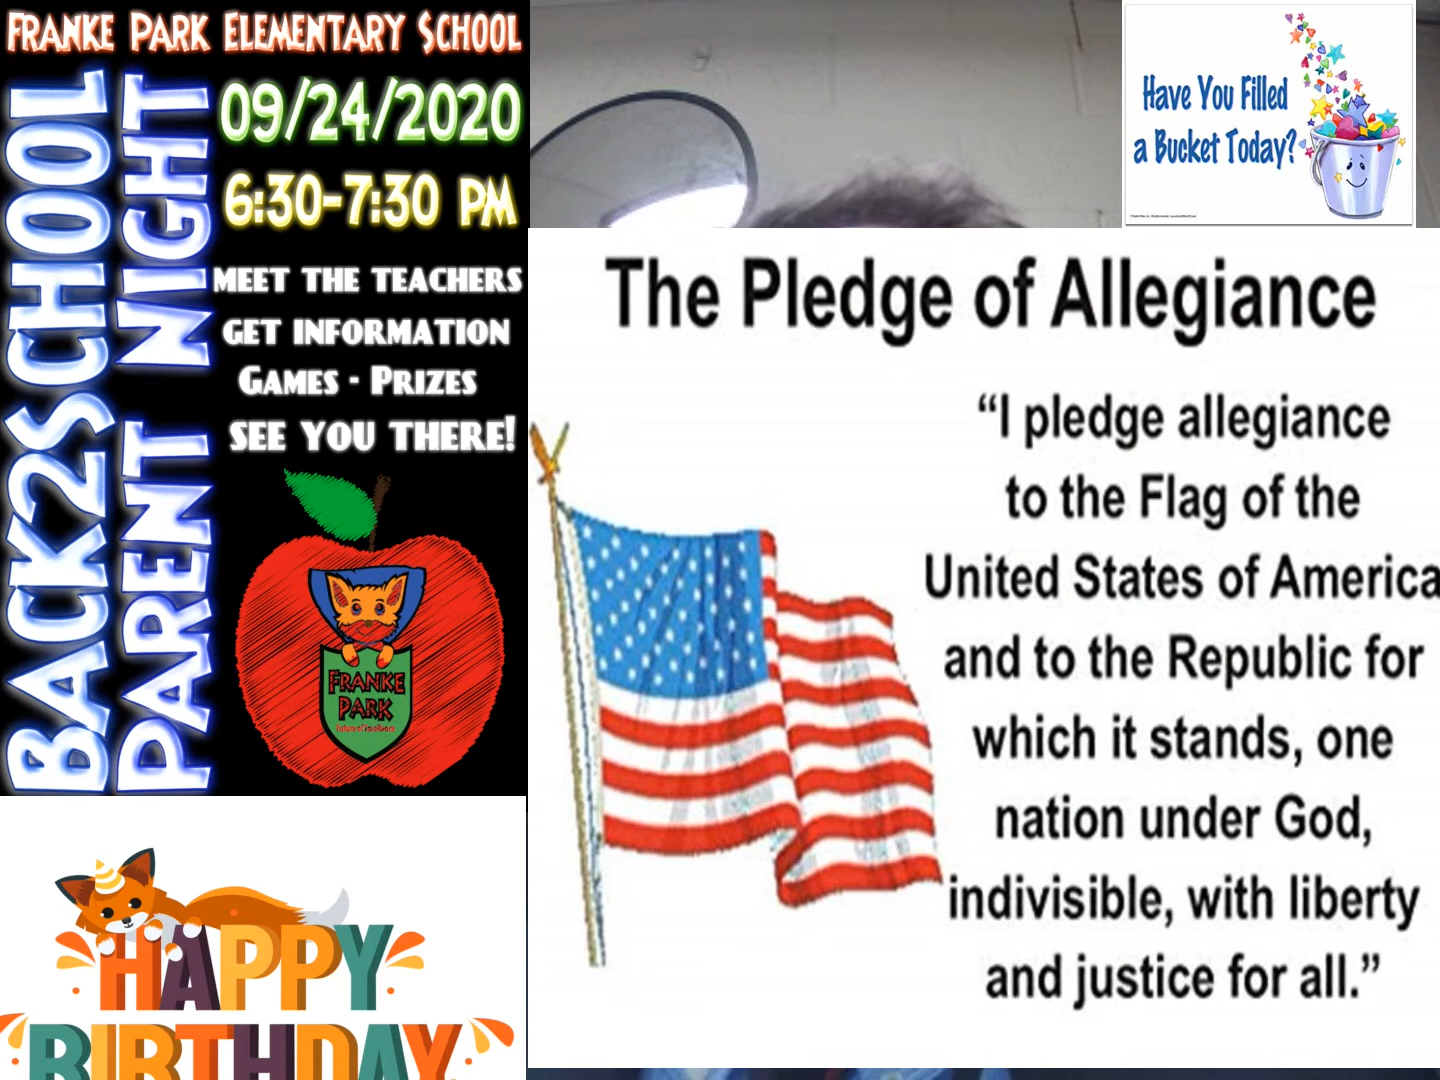 FRANKE PARK ELEMENTARY SCHOOL
BACK2SCHOOL
PARENT NIGHT
09/24/2020
6:30-7:30 PM
MEET THE TEACHERS
GET INFORMATION
GAMES - PRIZES
SEE YOU THERE!
FRANKE
PARK
HAPPY
BIRTHDAY
Have You Filled
a Bucket Today?
The Pledge of Allegiance
“I pledge allegiance
to the Flag of the
United States of America
and to the Republic for
which it stands, one
nation under God,
indivisible, with liberty
and justice for all.”